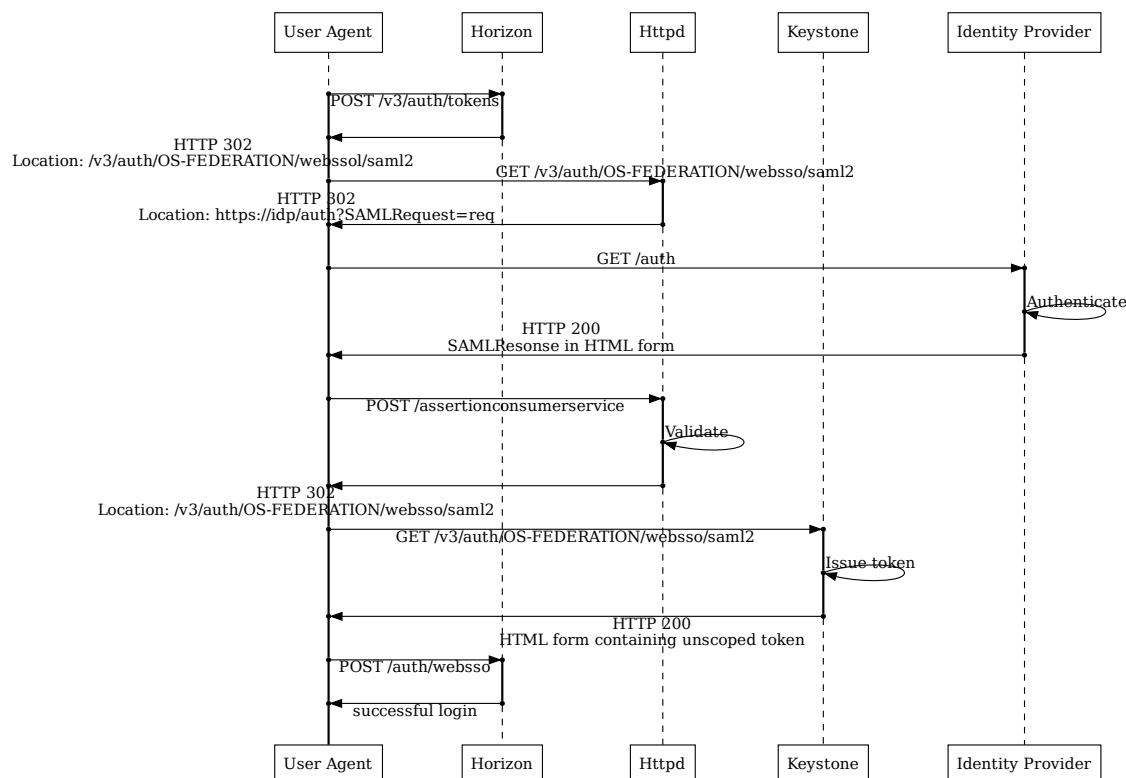 User Agent
Horizon
Httpd
Keystone
Identity Provider
POST /v3/auth/tokens
HTTP 302
Location: /v3/auth/OS-FEDERATION/webssol/saml2
GET /v3/auth/OS-FEDERATION/websso/saml2
HTTP 302
Location: https://idp/auth?SAMLRequest=req
GET /auth
Authenticate
HTTP 200
SAMLResonse in HTML form
POST /assertionconsumerservice
Validate
HTTP 302
Location: /v3/auth/OS-FEDERATION/websso/saml2
GET /v3/auth/OS-FEDERATION/websso/saml2
Issue token
HTTP 200
HTML form containing unscoped token
POST /auth/websso
successful login
User Agent
Horizon
Httpd
Keystone
Identity Provider